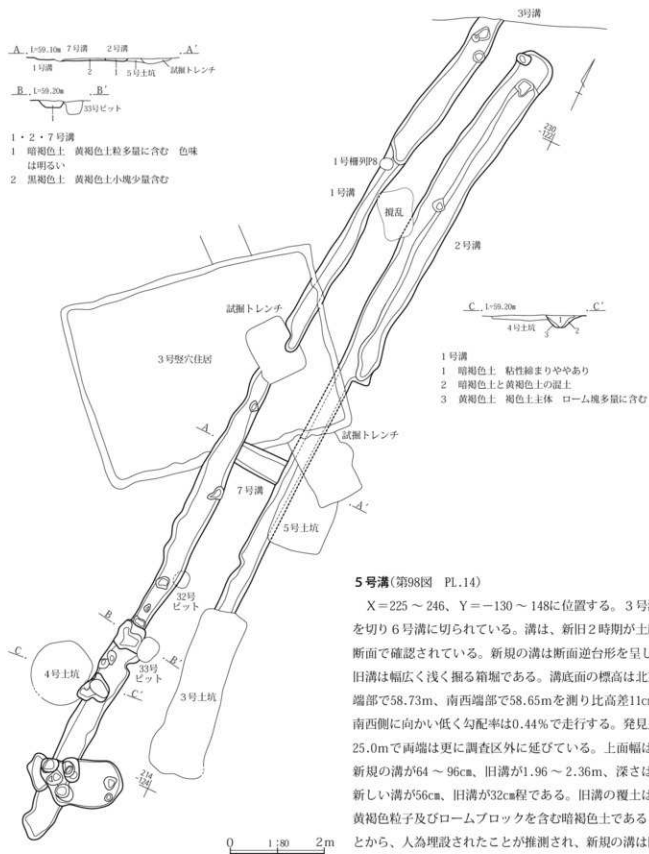 3号溝
A L=59.10m 7号溝 2号溝 A'
1号溝 2 1 5号土坑 試掘トレンチ
B L=59.20m B'
1 33号ピット
1・2・7号溝
1 暗褐色土 黄褐色土粒多量に含む 色味
は明るい
2 黒褐色土 黄褐色土小塊少量含む
230
-122
1号柵列P8
1号溝
攪乱
2号溝
試掘トレンチ
3号竪穴住居
C L=59.20m C'
4号土坑 1
3 2
1号溝
1 暗褐色土 粘性締まりややあり
2 暗褐色土と黄褐色土の混土
3 黄褐色土 褐色土主体 ローム塊多量に含む
A
試掘トレンチ
7号溝
A'
5号土坑
32号
ピット
B
33号
ピット
B'
C
4号土坑
C'
3号土坑
214
-124
0 1:80 2m
5号溝(第98図 PL.14)
X=225～246、Y=-130～148に位置する。3号溝
を切り6号溝に切られている。溝は、新旧2時期が土層
断面で確認されている。新規の溝は断面逆台形を呈し
旧溝は幅広く浅く掘る箱堀である。溝底面の標高は北東
端部で58.73m、南西端部で58.65mを測り比高差11cm
南西側に向かい低く勾配率は0.44%で走行する。発見
25.0mで両端は更に調査区外に延びている。上面幅は
新規の溝が64～96cm、旧溝が1.96～2.36m、深さは
新しい溝が56cm、旧溝が32cm程である。旧溝の覆土は
黄褐色粒子及びロームブロックを含む暗褐色土である
とから、人為埋設されたことが推測され、新規の溝は